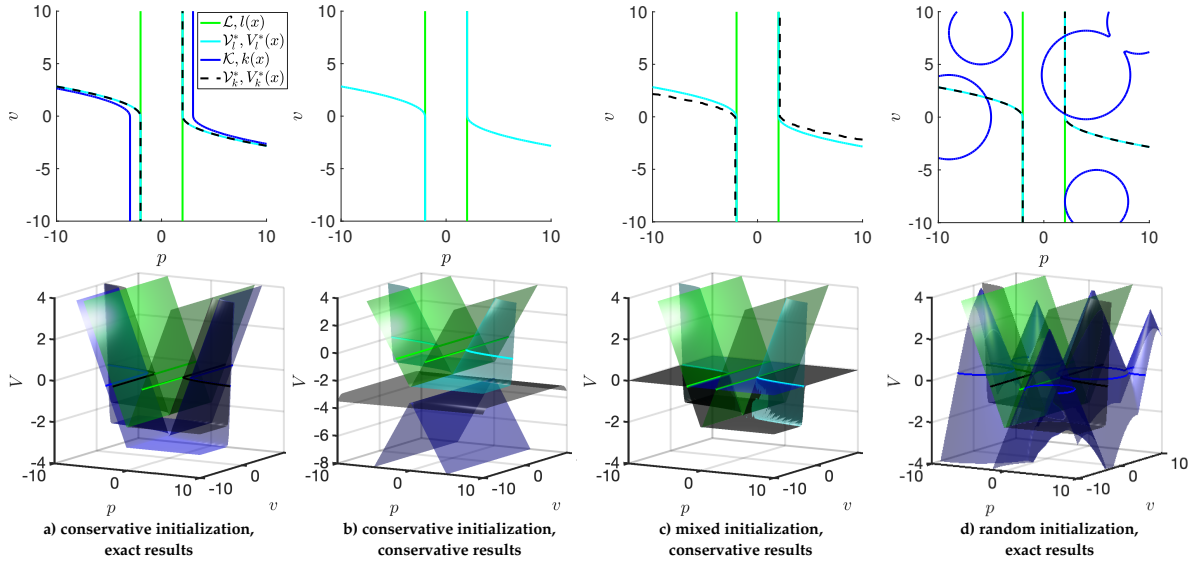 10
5
0
-5
-10
v
-10
0
10
p
𝓛, l(x)
𝒱*_l, V*_l(x)
𝒦, k(x)
𝒱*_k, V*_k(x)
10
5
0
-5
-10
v
-10
0
10
p
10
5
0
-5
-10
v
-10
0
10
p
10
5
0
-5
-10
v
-10
0
10
p
4
2
0
-2
-4
V
-10
0
10
p
-10
0
v
4
2
0
-2
-4
-6
-8
V
-10
0
10
p
-10
0
v
4
2
0
-2
-4
V
-10
0
10
p
-10
0
v
4
2
0
-2
-4
V
-10
0
10
p
-10
0
10
v
a) conservative initialization,
exact results
b) conservative initialization,
conservative results
c) mixed initialization,
conservative results
d) random initialization,
exact results